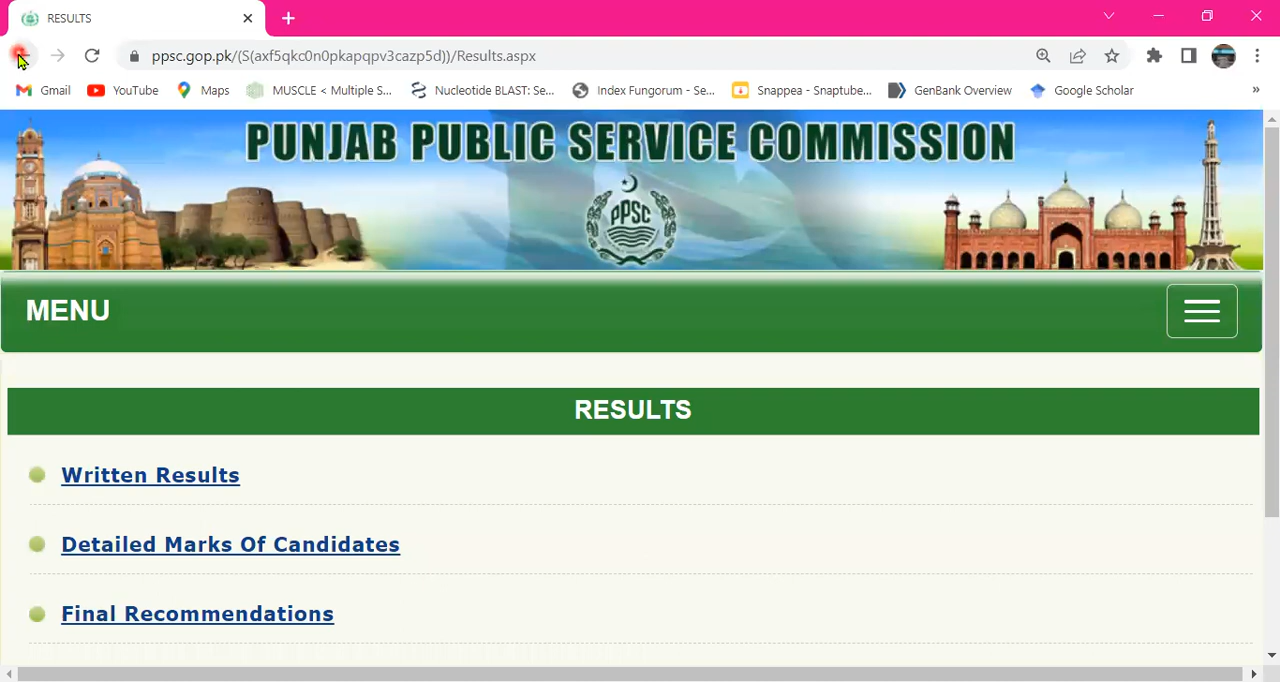 RESULTS
ppsc.gop.pk/(S(axf5qkc0n0pkapqpv3cazp5d))/Results.aspx
Gmail YouTube Maps MUSCLE < Multiple S... Nucleotide BLAST: Se... Index Fungorum - Se... Snappea - Snaptube... GenBank Overview Google Scholar »
PUNJAB PUBLIC SERVICE COMMISSION
PPSC
MENU
RESULTS
Written Results
Detailed Marks Of Candidates
Final Recommendations